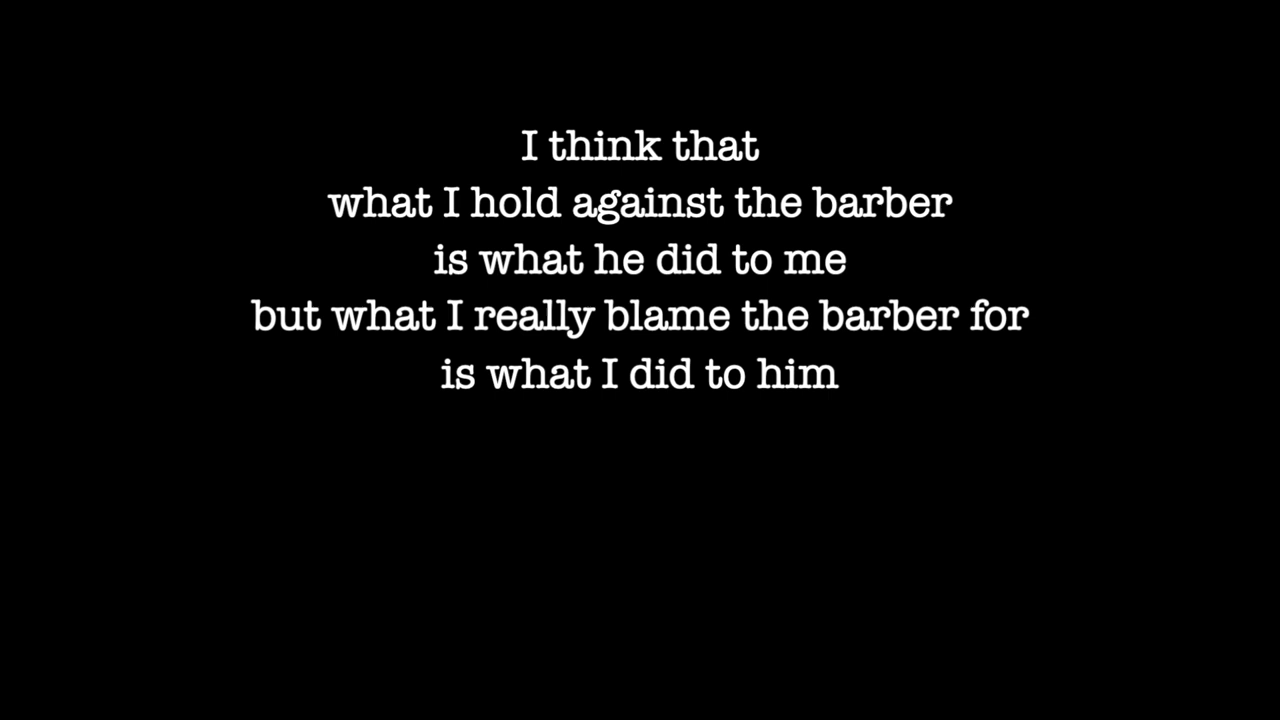 I think that
what I hold against the barber
is what he did to me
but what I really blame the barber for
is what I did to him